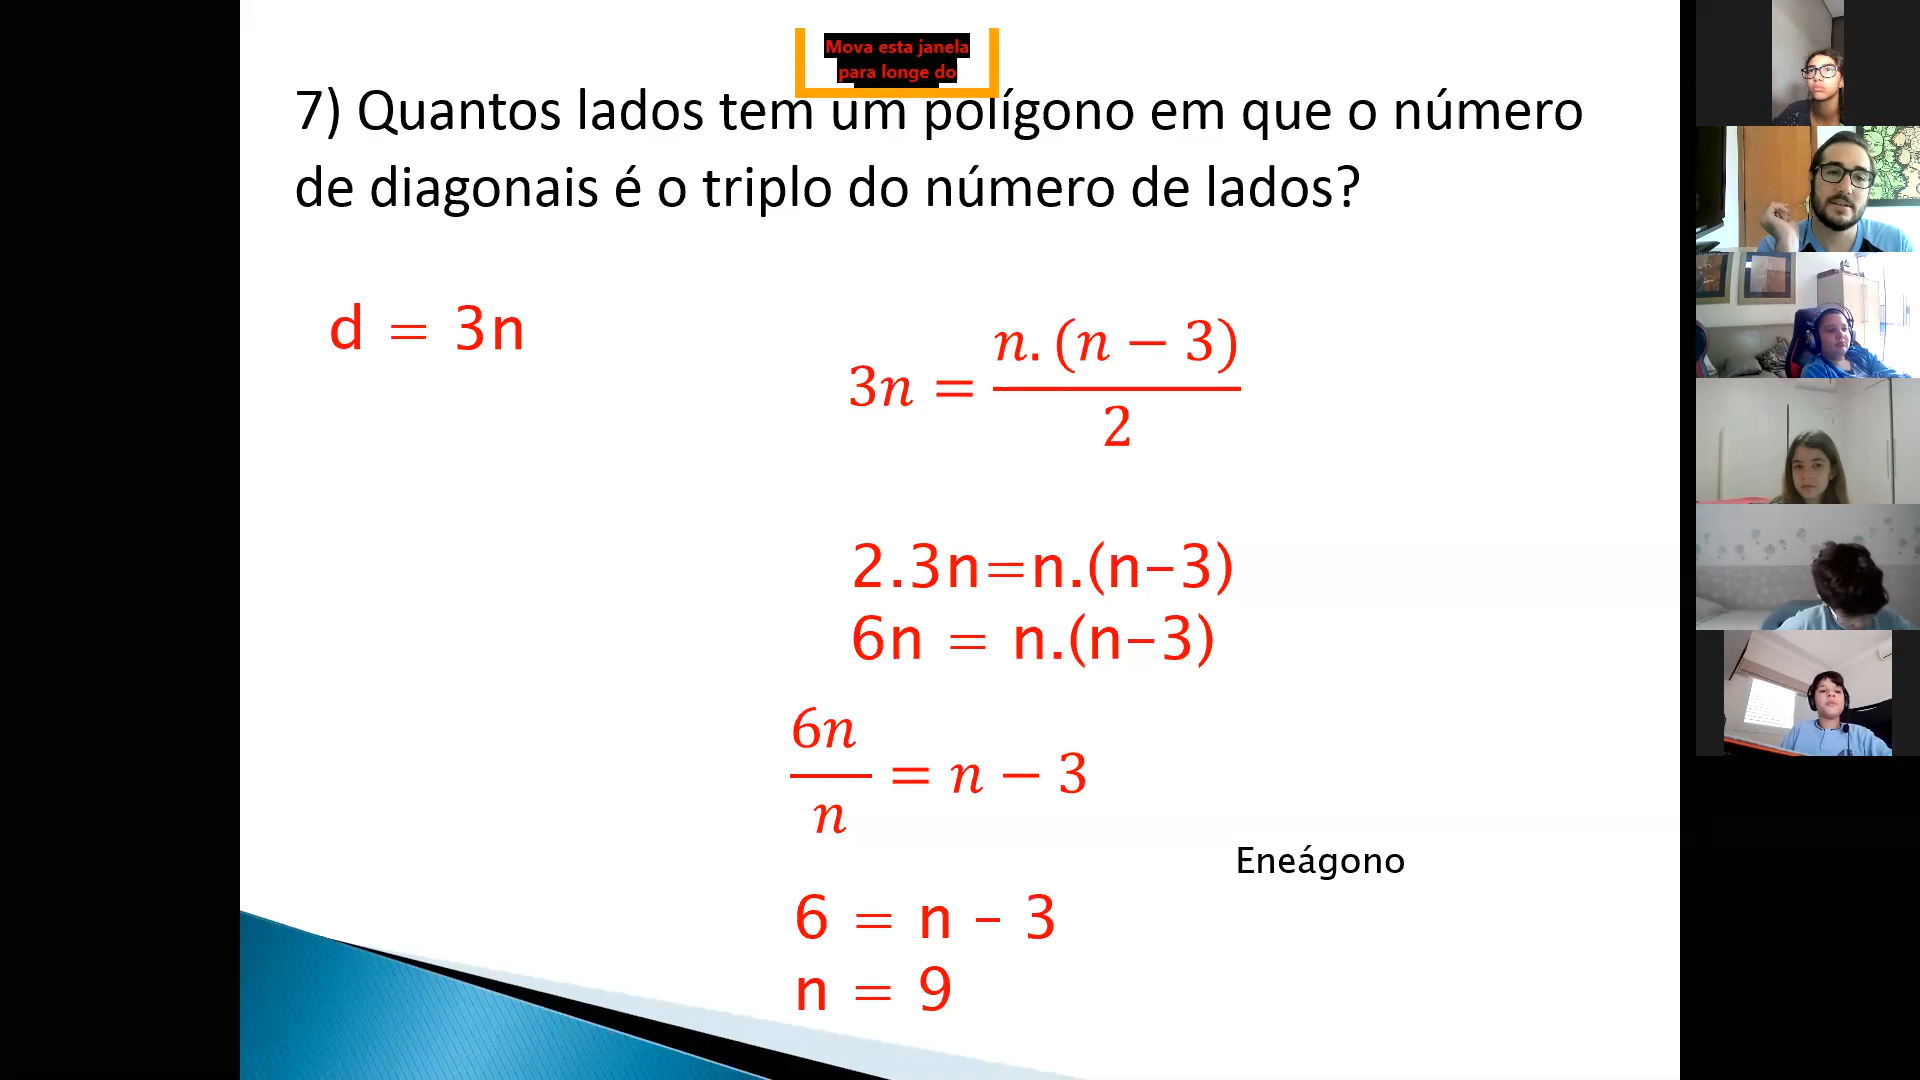 Mova esta janela
para longe do
7) Quantos lados tem um polígono em que o número
de diagonais é o triplo do número de lados?
d = 3n
3n = n.(n − 3)/2
2.3n=n.(n−3)
6n = n.(n−3)
6n/n = n − 3
Eneágono
6 = n − 3
n = 9